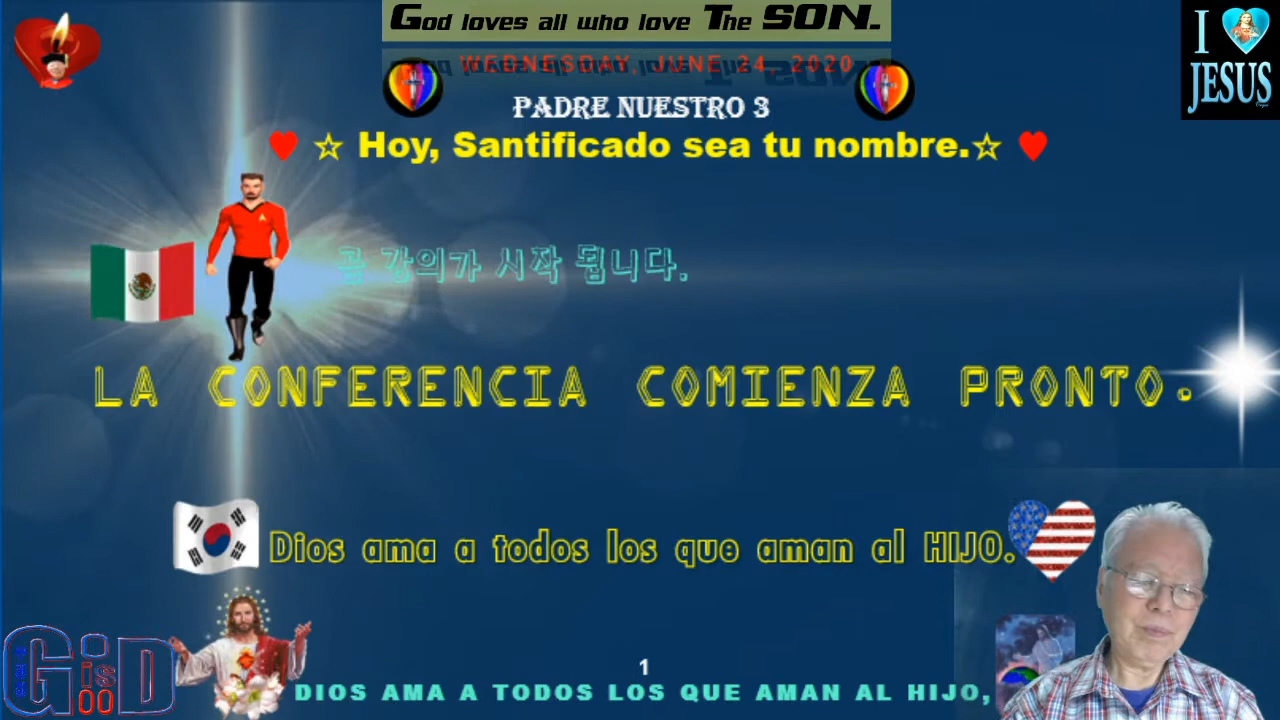 God loves all who love The SON.
WEDNESDAY, JUNE 24, 2020
I
JESUS
PADRE NUESTRO 3
Hoy, Santificado sea tu nombre.
곧 강의가 시작 됩니다.
LA CONFERENCIA COMIENZA PRONTO.
Dios ama a todos los que aman al HIJO.
GisD
1
DIOS AMA A TODOS LOS QUE AMAN AL HIJO,